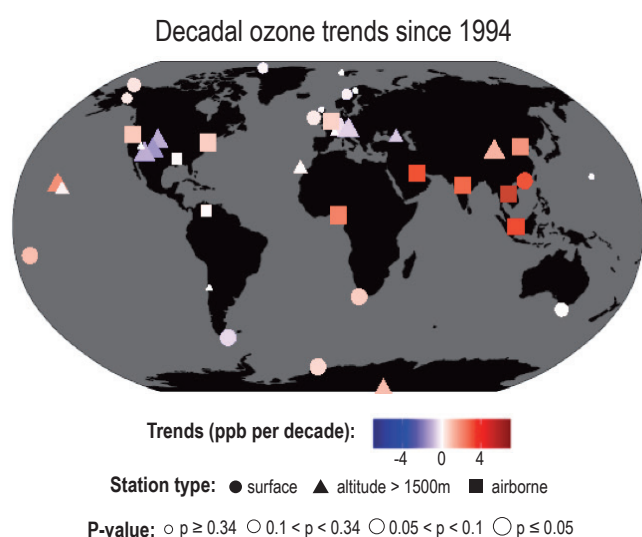 Decadal ozone trends since 1994
Trends (ppb per decade):
-4 0 4
Station type: surface altitude > 1500m airborne
P-value: p ≥ 0.34 0.1 < p < 0.34 0.05 < p < 0.1 p ≤ 0.05